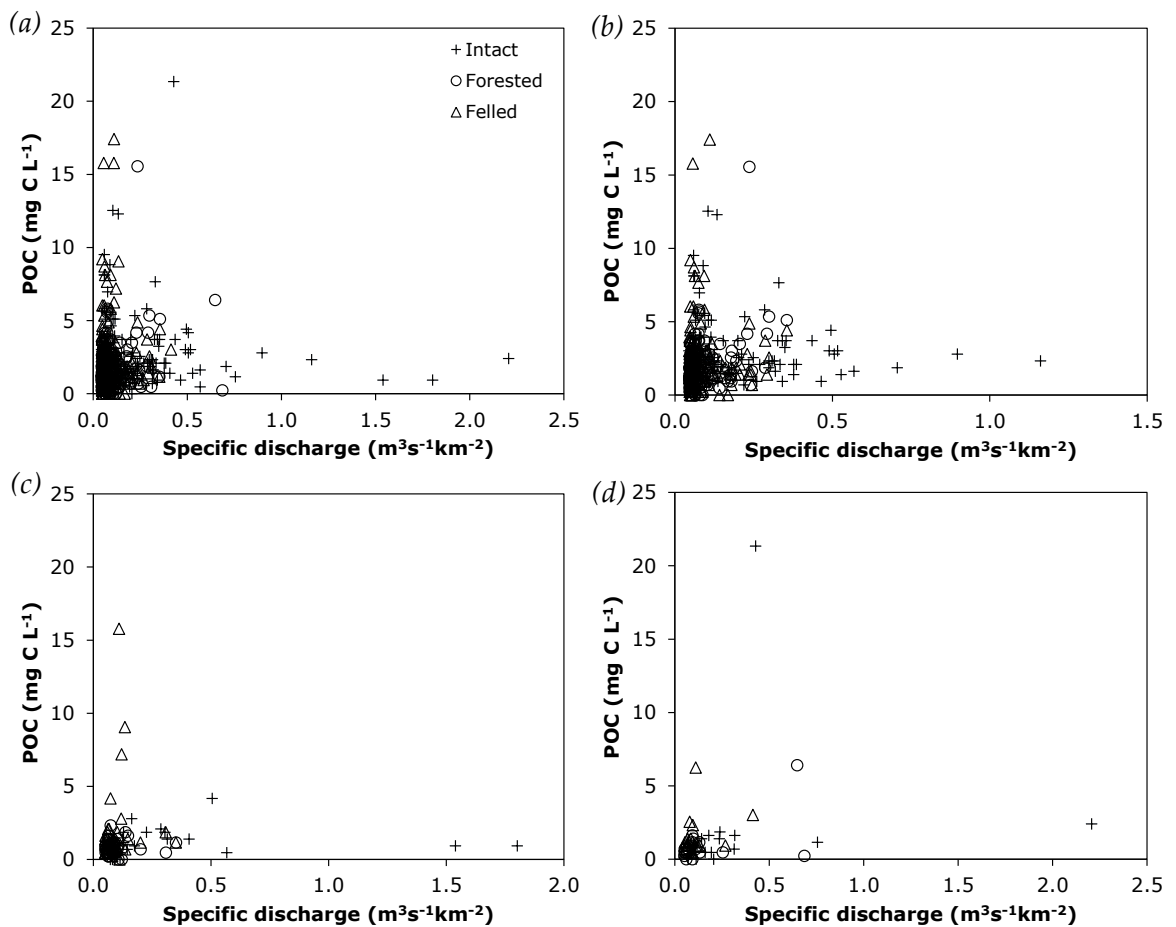 (a)
25
20
15
10
5
0
POC (mg C L-1)
+ Intact
○ Forested
△ Felled
0.0 0.5 1.0 1.5 2.0 2.5
Specific discharge (m3s-1km-2)
(b)
25
20
15
10
5
0
POC (mg C L-1)
0.0 0.5 1.0 1.5
Specific discharge (m3s-1km-2)
(c)
25
20
15
10
5
0
POC (mg C L-1)
0.0 0.5 1.0 1.5 2.0
Specific discharge (m3s-1km-2)
(d)
25
20
15
10
5
0
POC (mg C L-1)
0.0 0.5 1.0 1.5 2.0 2.5
Specific discharge (m3s-1km-2)